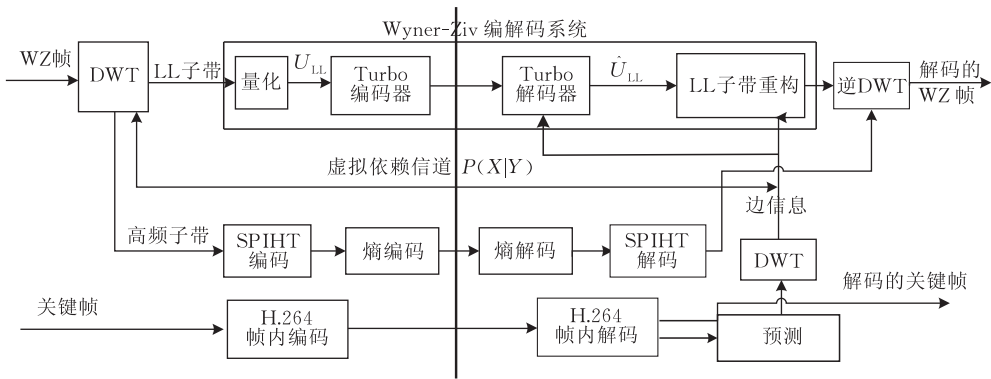 Wyner-Ziv 编解码系统
WZ帧
DWT
LL子带
量化
U_LL
Turbo
编码器
Turbo
解码器
U̇_LL
LL子带重构
逆DWT
解码的
WZ 帧
虚拟依赖信道 P(X|Y)
边信息
高频子带
SPIHT
编码
熵编码
熵解码
SPIHT
解码
DWT
解码的关键帧
关键帧
H.264
帧内编码
H.264
帧内解码
预测